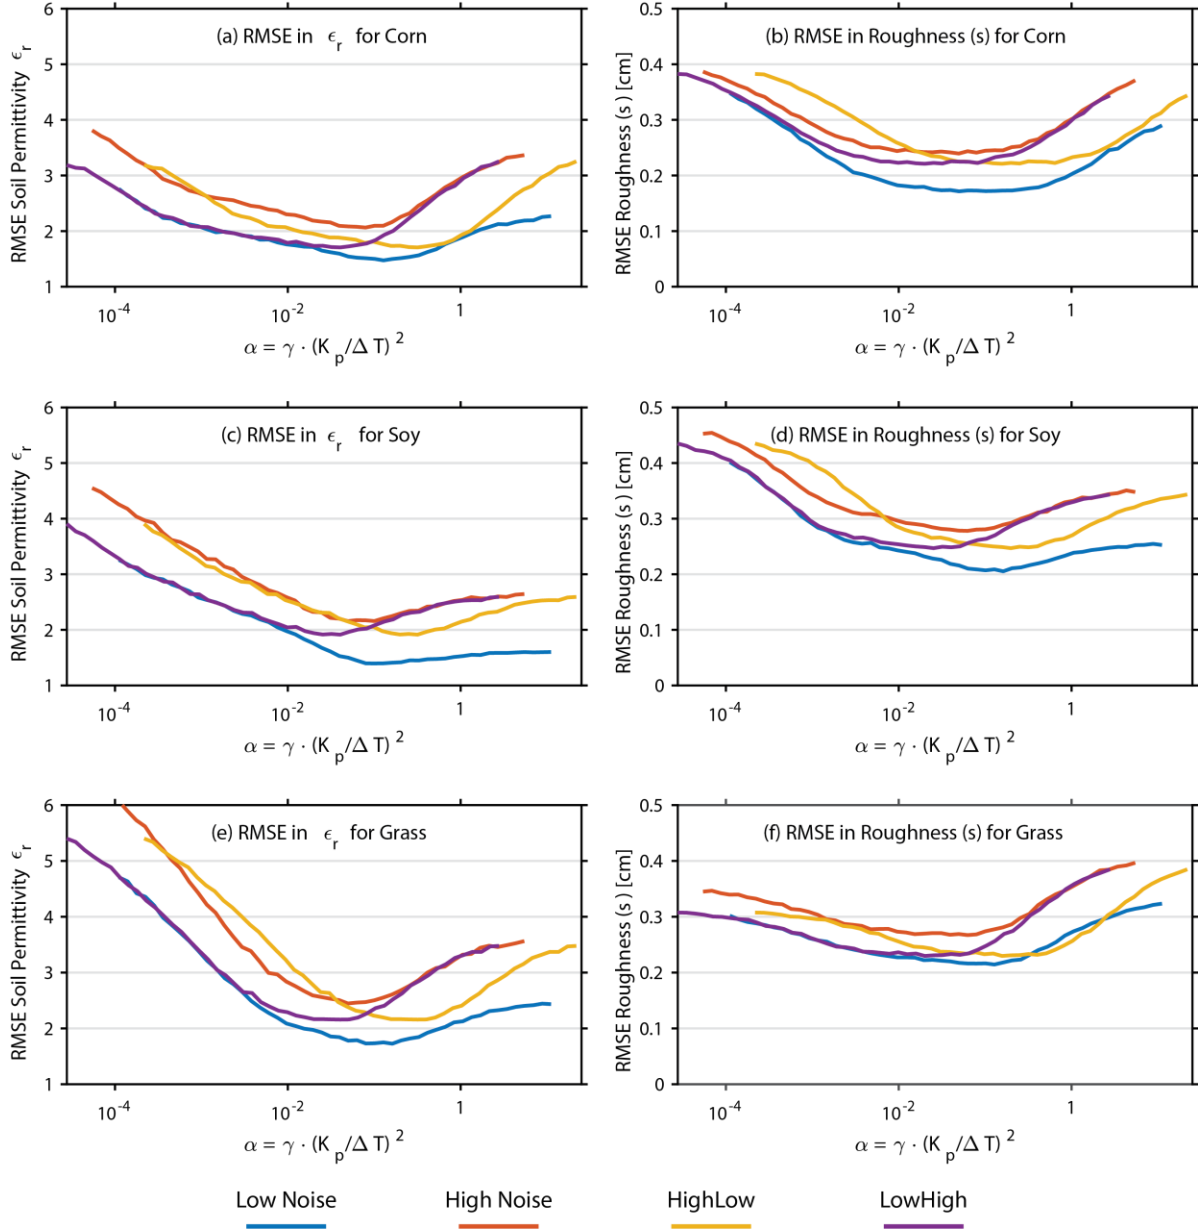 (a) RMSE in ϵr for Corn
RMSE Soil Permittivity ϵr
6
5
4
3
2
1
10-4
10-2
1
α = γ · (K p/Δ T) 2
(b) RMSE in Roughness (s) for Corn
RMSE Roughness (s ) [cm]
0.5
0.4
0.3
0.2
0.1
0
10-4
10-2
1
α = γ · (K p/Δ T) 2
(c) RMSE in ϵr for Soy
RMSE Soil Permittivity ϵr
6
5
4
3
2
1
10-4
10-2
1
α = γ · (K p/Δ T) 2
(d) RMSE in Roughness (s) for Soy
RMSE Roughness (s ) [cm]
0.5
0.4
0.3
0.2
0.1
0
10-4
10-2
1
α = γ · (K p/Δ T) 2
(e) RMSE in ϵr for Grass
RMSE Soil Permittivity ϵr
6
5
4
3
2
1
10-4
10-2
1
α = γ · (K p/Δ T) 2
(f) RMSE in Roughness (s) for Grass
RMSE Roughness (s ) [cm]
0.5
0.4
0.3
0.2
0.1
0
10-4
10-2
1
α = γ · (K p/Δ T) 2
Low Noise High Noise HighLow LowHigh